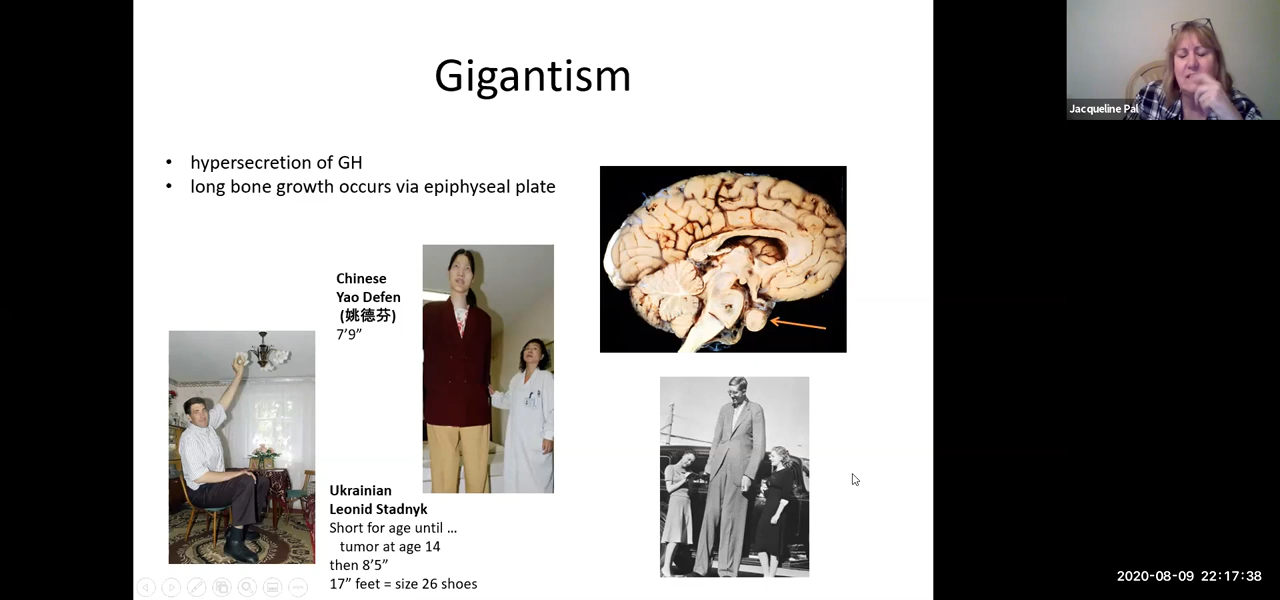 Gigantism
• hypersecretion of GH
• long bone growth occurs via epiphyseal plate
Chinese
Yao Defen
(姚德芬)
7’9”
Ukrainian
Leonid Stadnyk
Short for age until ...
tumor at age 14
then 8’5”
17” feet = size 26 shoes
Jacqueline Pal
2020-08-09 22:17:38